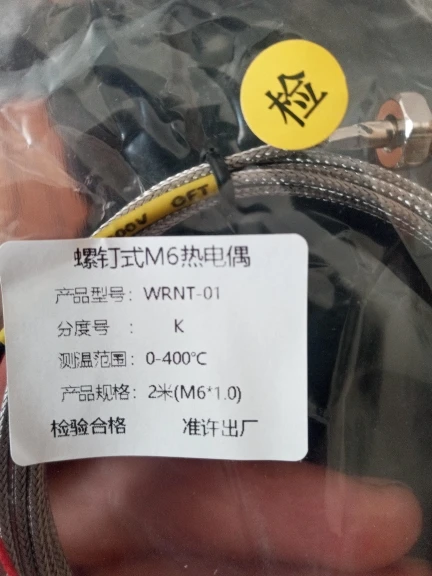 检
00V CFT
螺钉式M6热电偶
产品型号：WRNT-01
分度号 ： K
测温范围：0-400℃
产品规格：2米(M6*1.0)
检验合格 准许出厂